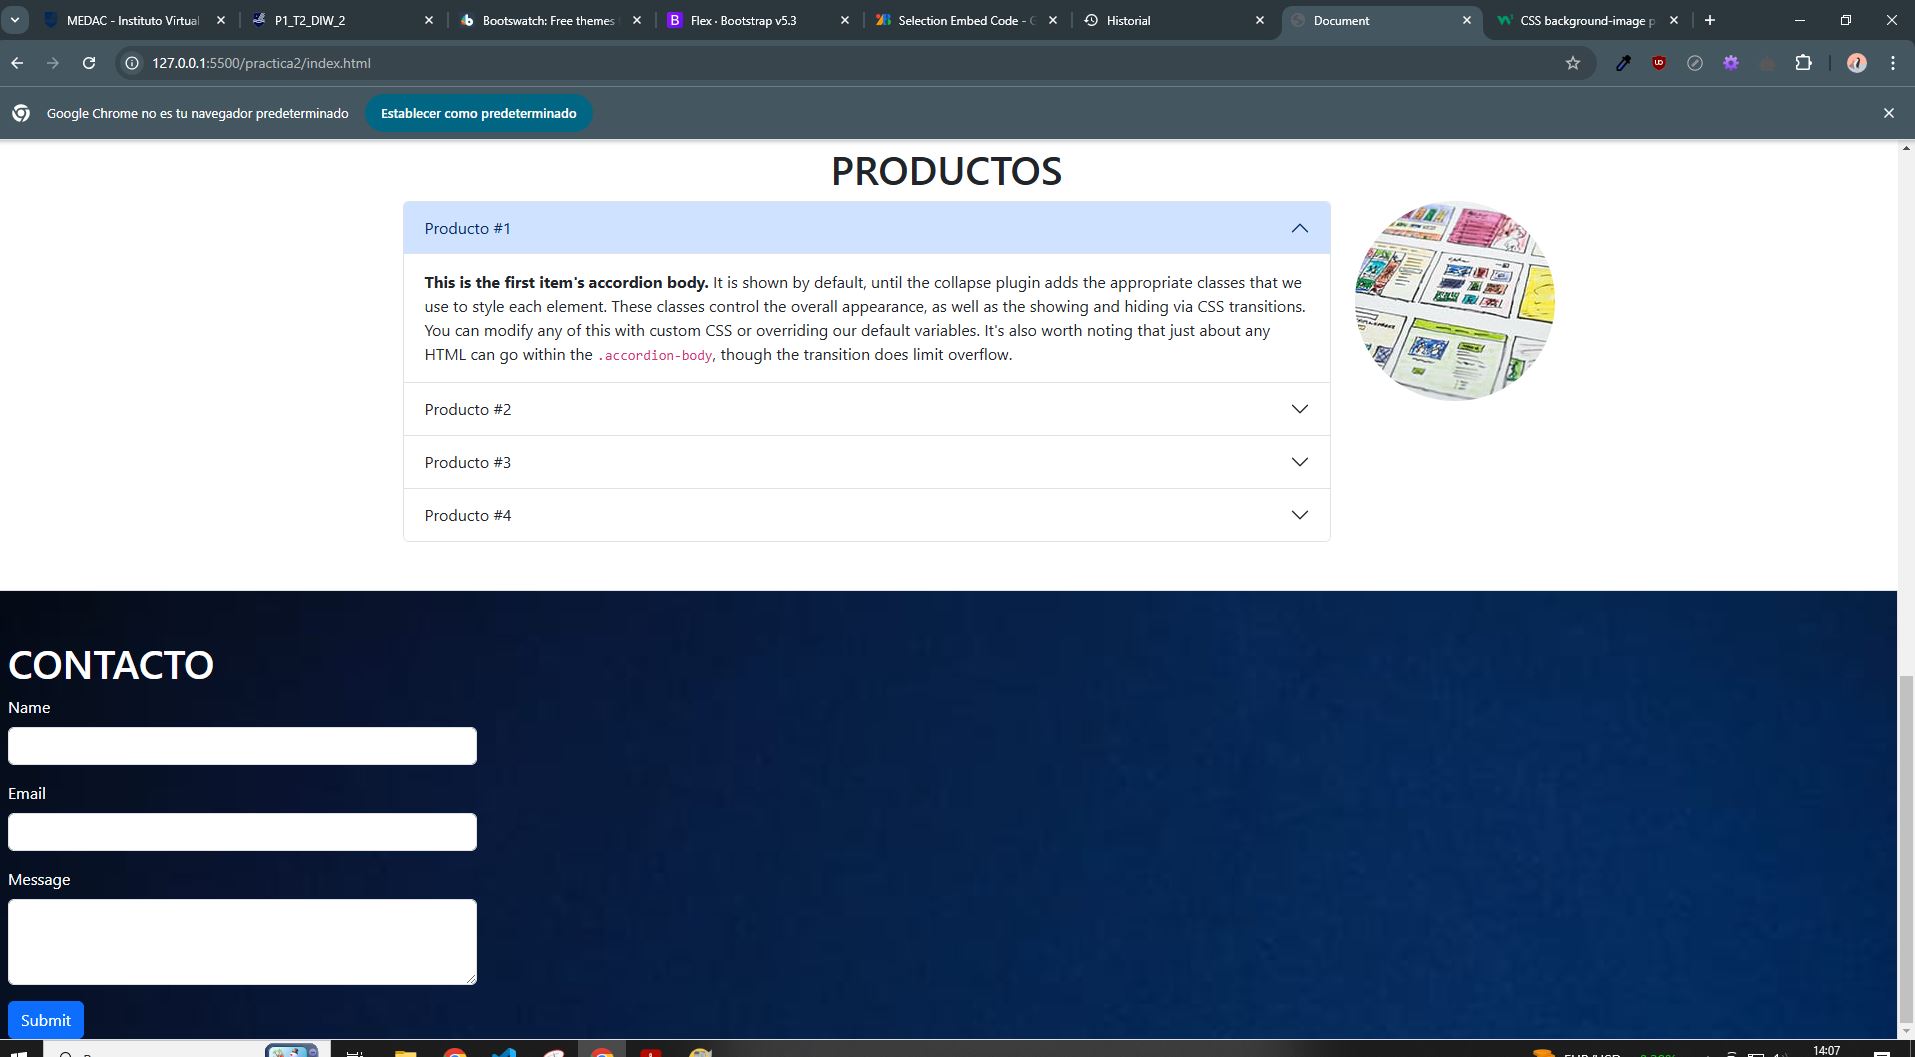 MEDAC - Instituto Virtual
P1_T2_DIW_2
Bootswatch: Free themes
Flex · Bootstrap v5.3
Selection Embed Code - G
Historial
Document
CSS background-image p
127.0.0.1:5500/practica2/index.html
Google Chrome no es tu navegador predeterminado
Establecer como predeterminado
PRODUCTOS
Producto #1
This is the first item's accordion body. It is shown by default, until the collapse plugin adds the appropriate classes that we
use to style each element. These classes control the overall appearance, as well as the showing and hiding via CSS transitions.
You can modify any of this with custom CSS or overriding our default variables. It's also worth noting that just about any
HTML can go within the .accordion-body, though the transition does limit overflow.
Producto #2
Producto #3
Producto #4
CONTACTO
Name
Email
Message
Submit
14:07